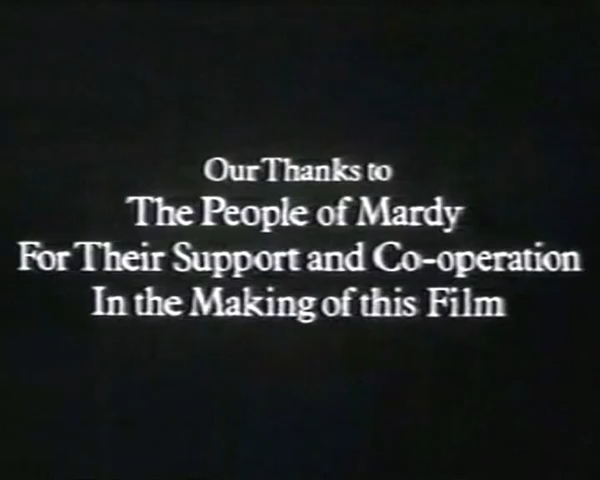 Our Thanks to
The People of Mardy
For Their Support and Co-operation
In the Making of this Film